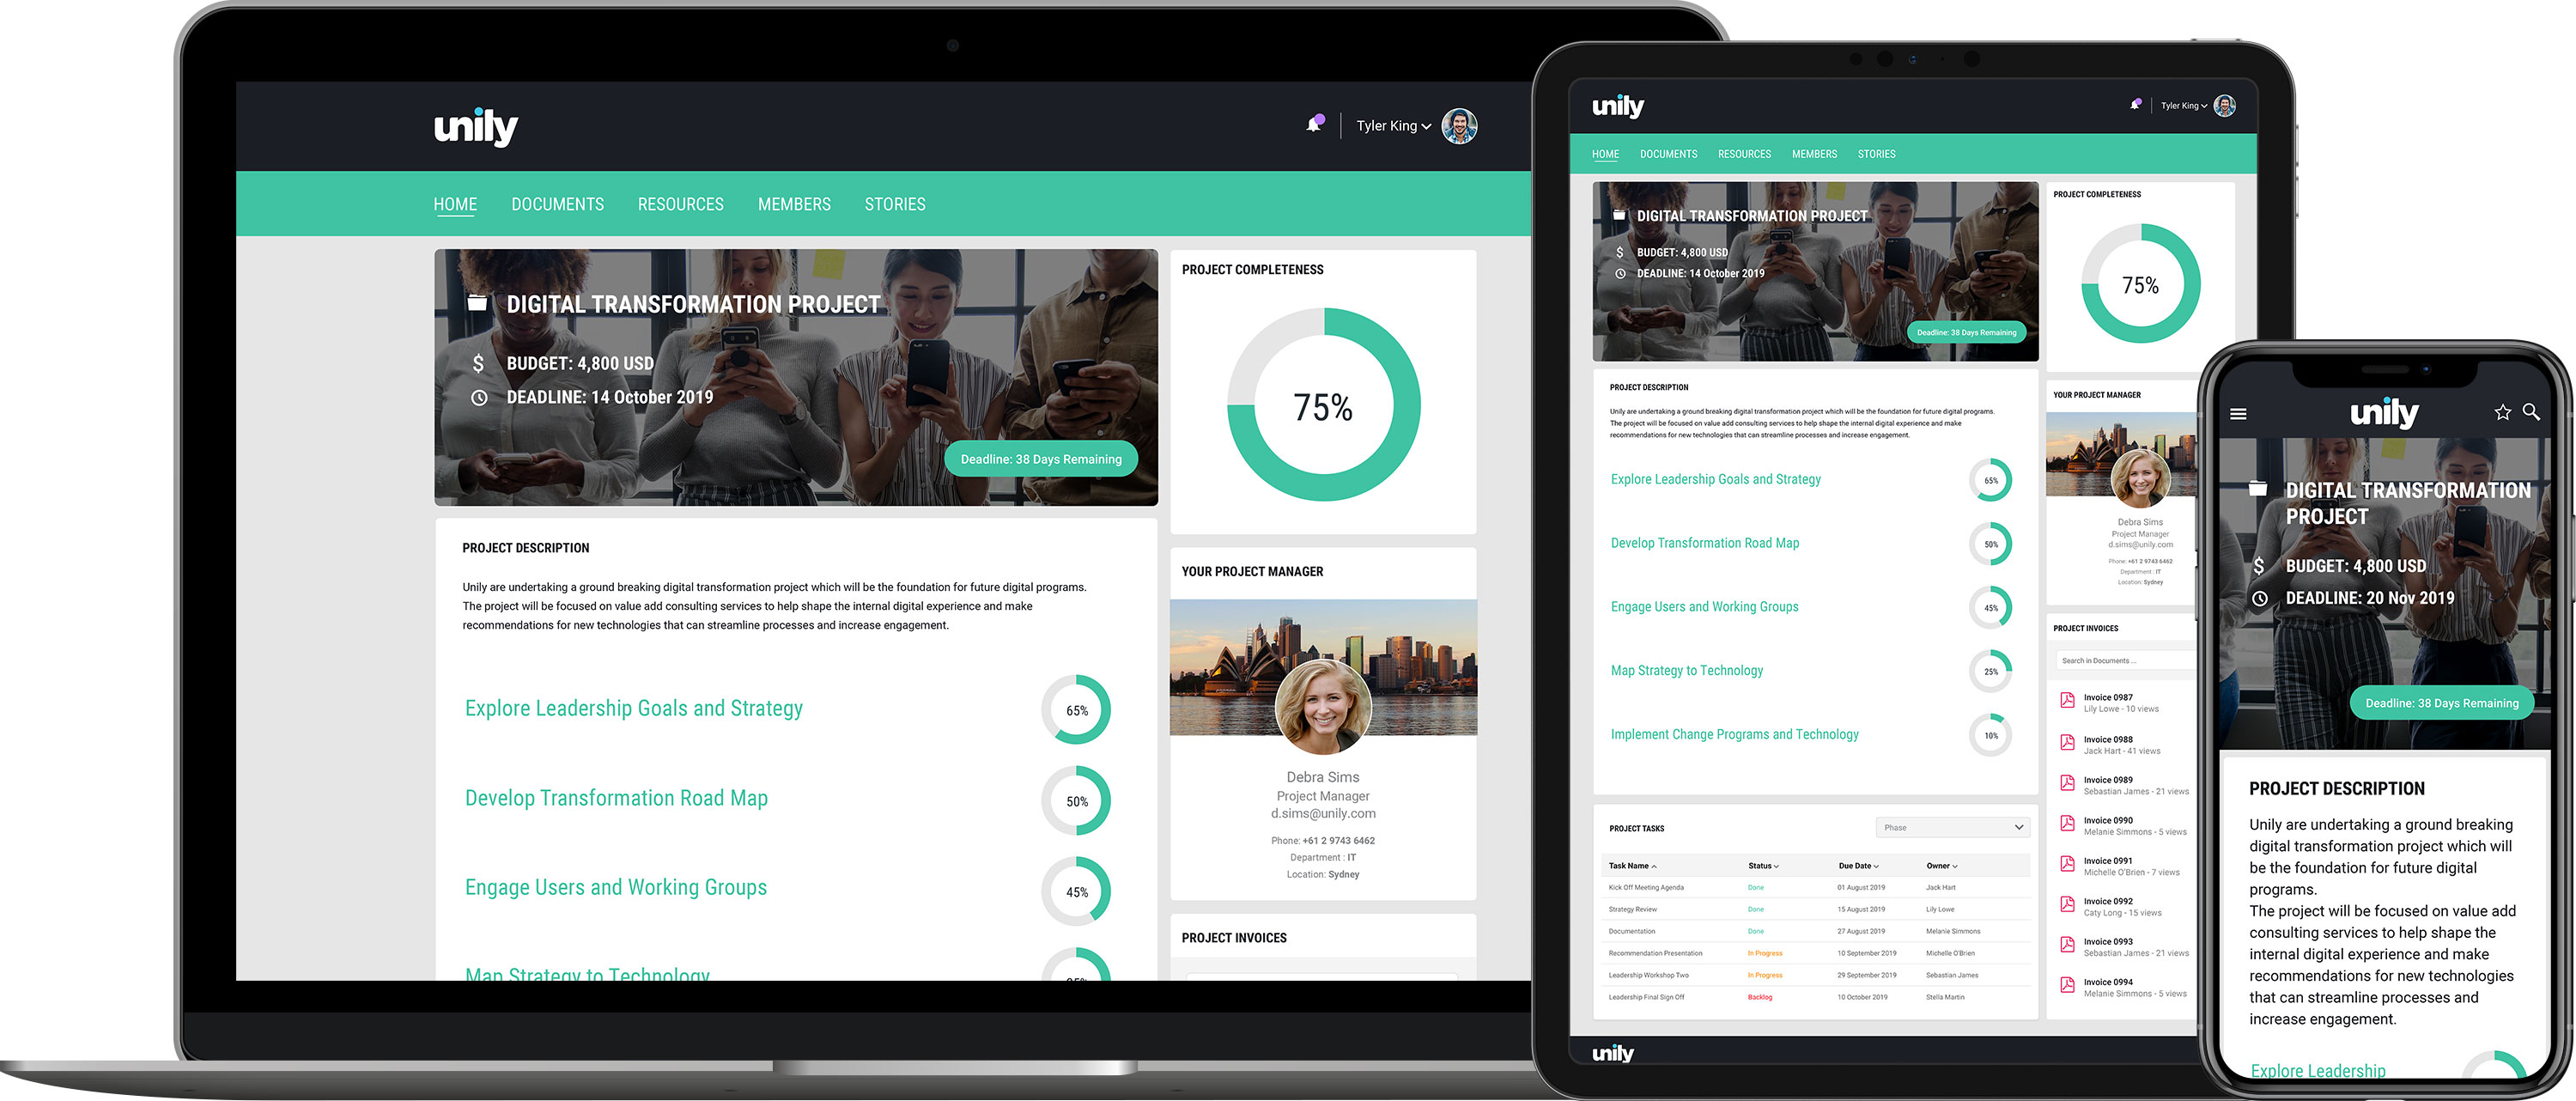 unily
Tyler King
HOME DOCUMENTS RESOURCES MEMBERS STORIES
DIGITAL TRANSFORMATION PROJECT
$ BUDGET: 4,800 USD
DEADLINE: 14 October 2019
Deadline: 38 Days Remaining
PROJECT DESCRIPTION
Unily are undertaking a ground breaking digital transformation project which will be the foundation for future digital programs.
The project will be focused on value add consulting services to help shape the internal digital experience and make
recommendations for new technologies that can streamline processes and increase engagement.
Explore Leadership Goals and Strategy 65%
Develop Transformation Road Map 50%
Engage Users and Working Groups 45%
Map Strategy to Technology
PROJECT COMPLETENESS
75%
YOUR PROJECT MANAGER
Debra Sims
Project Manager
d.sims@unily.com
Phone: +61 2 9743 6462
Department : IT
Location: Sydney
PROJECT INVOICES
unily
Tyler King
HOME DOCUMENTS RESOURCES MEMBERS STORIES
DIGITAL TRANSFORMATION PROJECT
$ BUDGET: 4,800 USD
DEADLINE: 14 October 2019
Deadline: 38 Days Remaining
PROJECT DESCRIPTION
Unily are undertaking a ground breaking digital transformation project which will be the foundation for future digital programs.
The project will be focused on value add consulting services to help shape the internal digital experience and make
recommendations for new technologies that can streamline processes and increase engagement.
Explore Leadership Goals and Strategy 65%
Develop Transformation Road Map 50%
Engage Users and Working Groups 45%
Map Strategy to Technology 25%
Implement Change Programs and Technology 10%
PROJECT TASKS Phase
Task Name Status Due Date Owner
Kick Off Meeting Agenda Done 01 August 2019 Jack Hart
Strategy Review Done 15 August 2019 Lily Lowe
Documentation Done 27 August 2019 Melanie Simmons
Recommendation Presentation In Progress 10 September 2019 Michelle O'Brien
Leadership Workshop Two In Progress 29 September 2019 Sebastian James
Leadership Final Sign Off Backlog 10 October 2019 Stella Martin
PROJECT COMPLETENESS
75%
YOUR PROJECT MANAGER
Debra Sims
Project Manager
d.sims@unily.com
Phone: +61 2 9743 6462
Department : IT
Location: Sydney
PROJECT INVOICES
Search in Documents ...
Invoice 0987
Lily Lowe - 10 views
Invoice 0988
Jack Hart - 41 views
Invoice 0989
Sebastian James - 21 views
Invoice 0990
Melanie Simmons - 5 views
Invoice 0991
Michelle O'Brien - 7 views
Invoice 0992
Caty Long - 15 views
Invoice 0993
Sebastian James - 21 views
Invoice 0994
Melanie Simmons - 5 views
unily
unily
DIGITAL TRANSFORMATION
PROJECT
$ BUDGET: 4,800 USD
DEADLINE: 20 Nov 2019
Deadline: 38 Days Remaining
PROJECT DESCRIPTION
Unily are undertaking a ground breaking
digital transformation project which will
be the foundation for future digital
programs.
The project will be focused on value add
consulting services to help shape the
internal digital experience and make
recommendations for new technologies
that can streamline processes and
increase engagement.
Explore Leadership